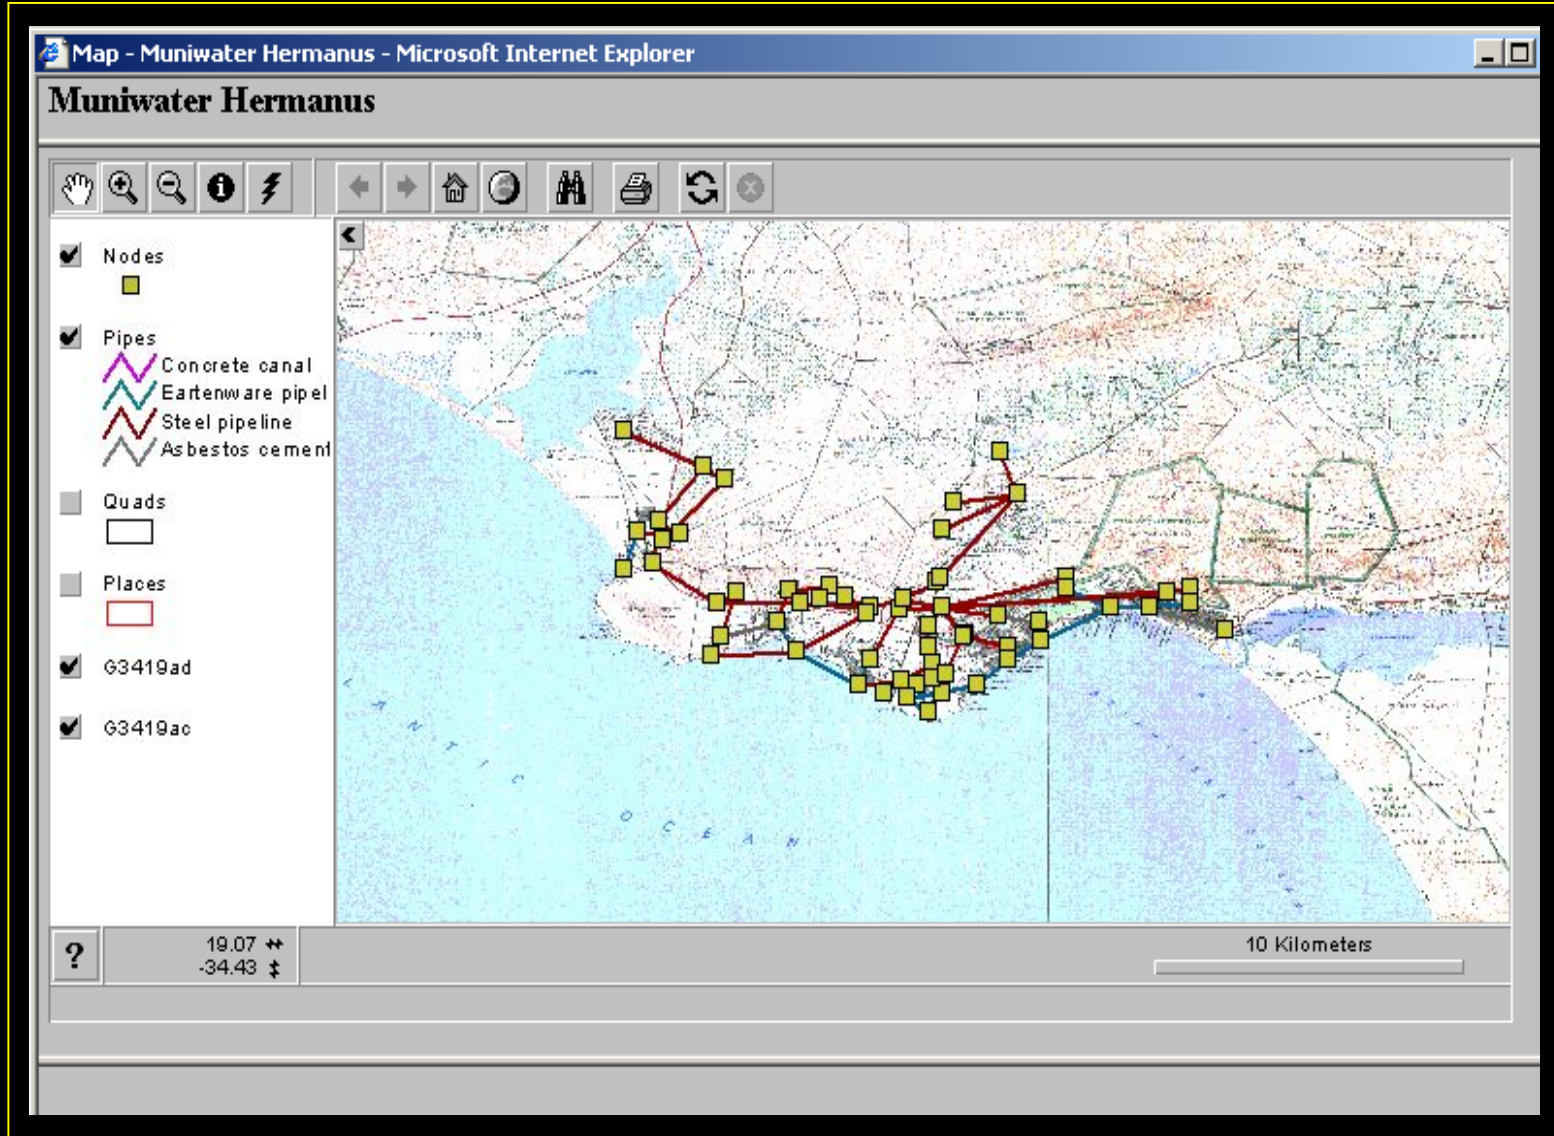 Map - Muniwater Hermanus - Microsoft Internet Explorer
Muniwater Hermanus
Nodes
Pipes
Concrete canal
Eartenware pipel
Steel pipeline
Asbestos cement
Quads
Places
G3419ad
G3419ac
L A N T I C
O C E A N
?
19.07
-34.43
10 Kilometers